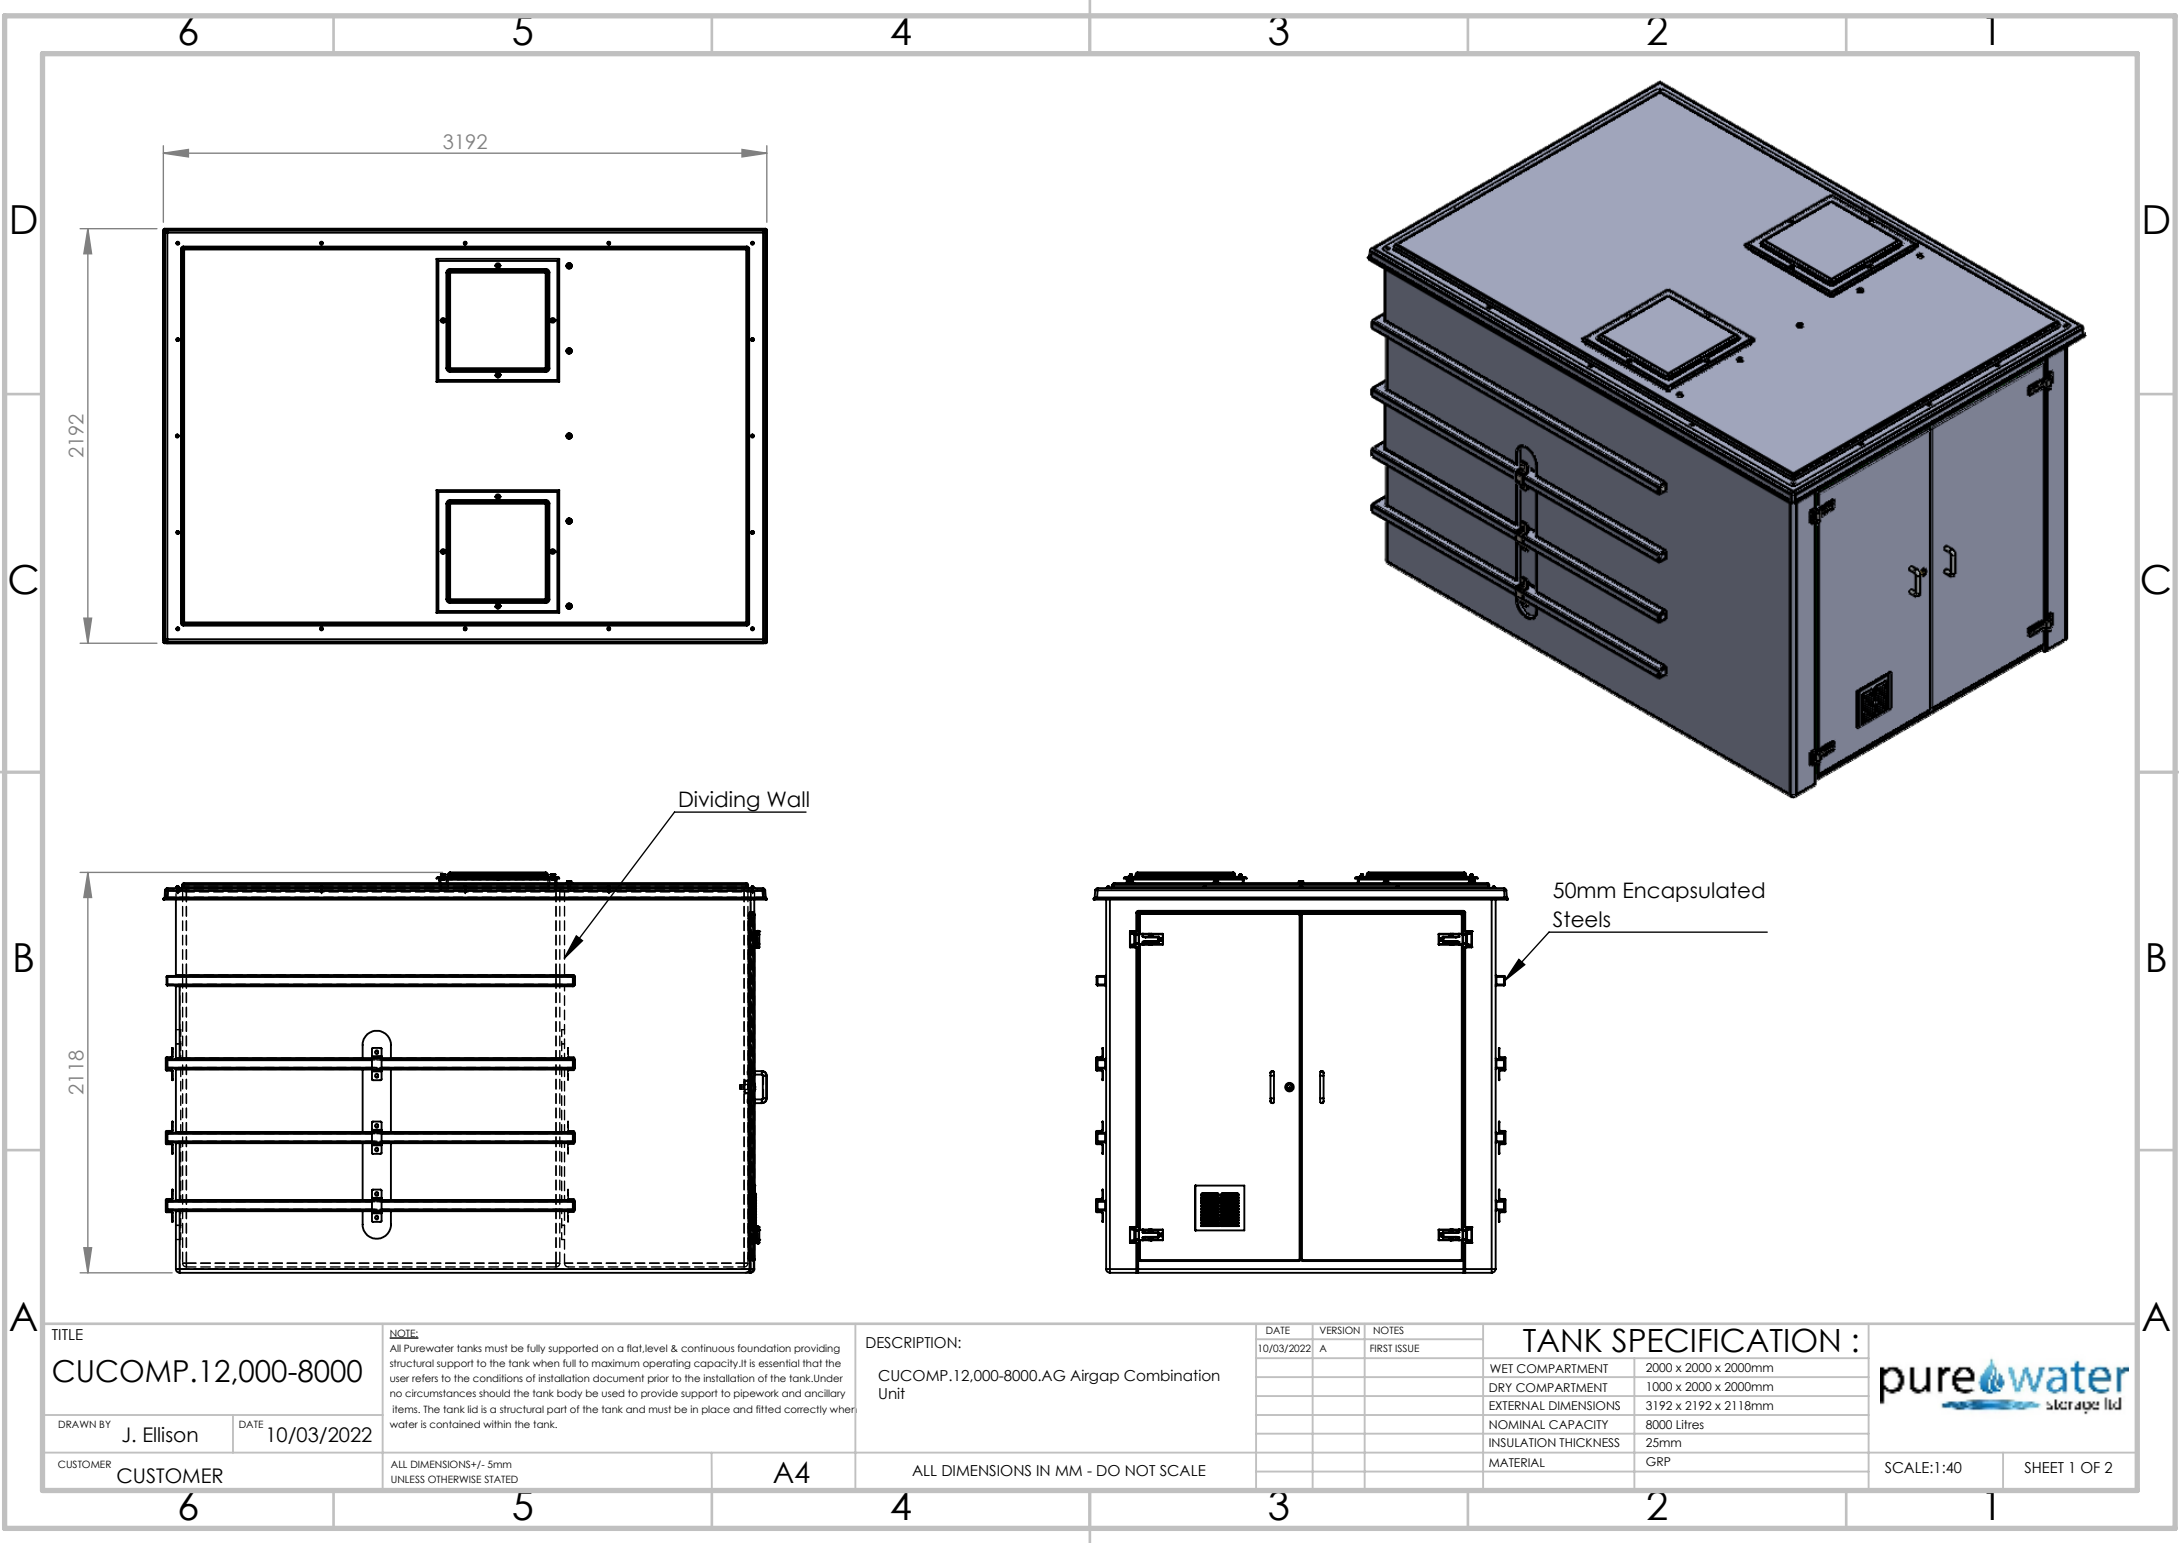 6 5 4 3 2 1
D D
C C
B B
A A
3192
2192
Dividing Wall
2118
50mm Encapsulated
Steels
TITLE
CUCOMP.12,000-8000
DRAWN BY J. Ellison
DATE 10/03/2022
CUSTOMER CUSTOMER
NOTE:
All Purewater tanks must be fully supported on a flat,level & continuous foundation providing
structural support to the tank when full to maximum operating capacity.It is essential that the
user refers to the conditions of installation document prior to the installation of the tank.Under
no circumstances should the tank body be used to provide support to pipework and ancillary
items. The tank lid is a structural part of the tank and must be in place and fitted correctly when
water is contained within the tank.
ALL DIMENSIONS+/- 5mm
UNLESS OTHERWISE STATED
A4
DESCRIPTION:
CUCOMP.12,000-8000.AG Airgap Combination
Unit
ALL DIMENSIONS IN MM - DO NOT SCALE
DATE VERSION NOTES
10/03/2022 A FIRST ISSUE
TANK SPECIFICATION :
WET COMPARTMENT 2000 x 2000 x 2000mm
DRY COMPARTMENT 1000 x 2000 x 2000mm
EXTERNAL DIMENSIONS 3192 x 2192 x 2118mm
NOMINAL CAPACITY 8000 Litres
INSULATION THICKNESS 25mm
MATERIAL GRP
pure water
storage ltd
SCALE:1:40
SHEET 1 OF 2
6 5 4 3 2 1